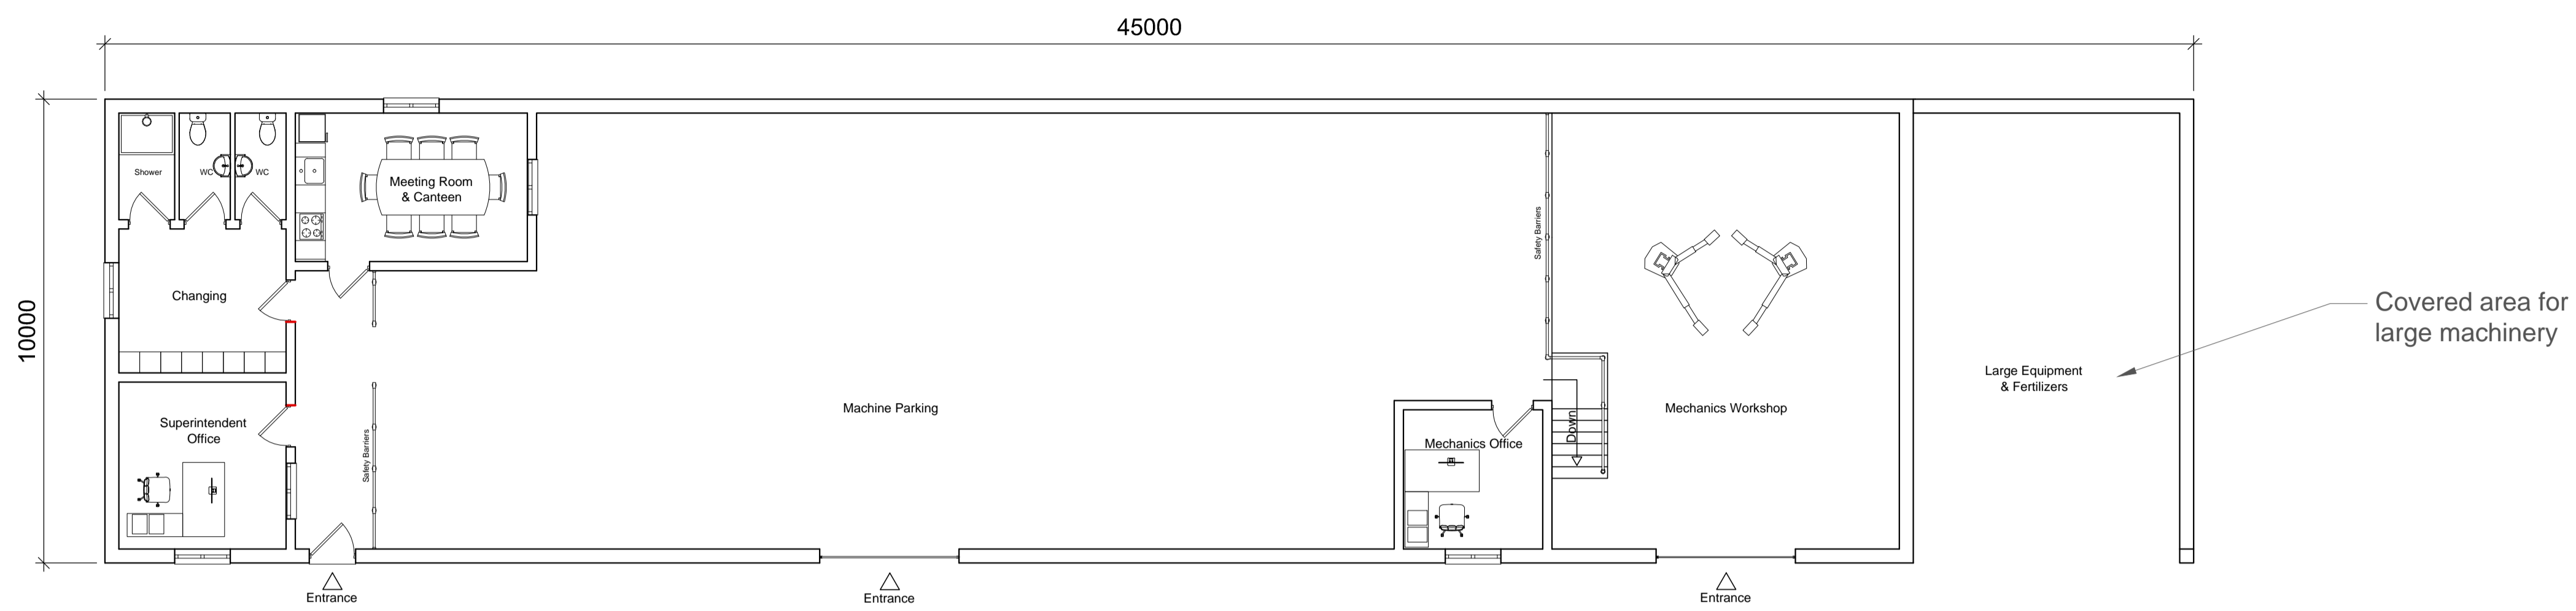 45000
10000
Shower
WC
WC
Meeting Room
& Canteen
Changing
Superintendent
Office
Safety Barriers
Machine Parking
Safety Barriers
Mechanics Office
Down
Mechanics Workshop
Large Equipment
& Fertilizers
Covered area for
large machinery
Entrance
Entrance
Entrance